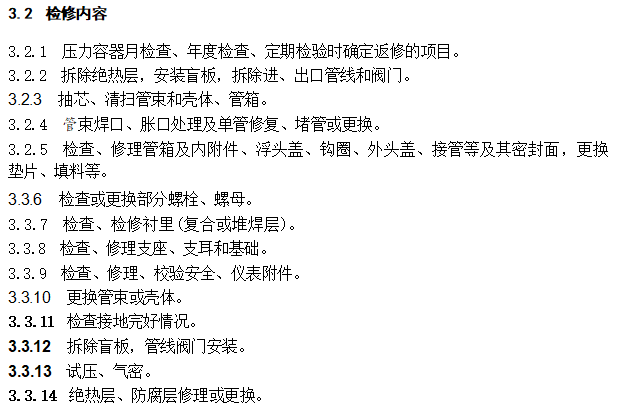 3.2 检修内容
3.2.1 压力容器月检查、年度检查、定期检验时确定返修的项目。
3.2.2 拆除绝热层，安装盲板，拆除进、出口管线和阀门。
3.2.3 抽芯、清扫管束和壳体、管箱。
3.2.4 管束焊口、胀口处理及单管修复、堵管或更换。
3.2.5 检查、修理管箱及内附件、浮头盖、钩圈、外头盖、接管等及其密封面，更换
垫片、填料等。
3.3.6 检查或更换部分螺栓、螺母。
3.3.7 检查、检修衬里(复合或堆焊层)。
3.3.8 检查、修理支座、支耳和基础。
3.3.9 检查、修理、校验安全、仪表附件。
3.3.10 更换管束或壳体。
3.3.11 检查接地完好情况。
3.3.12 拆除盲板，管线阀门安装。
3.3.13 试压、气密。
3.3.14 绝热层、防腐层修理或更换。